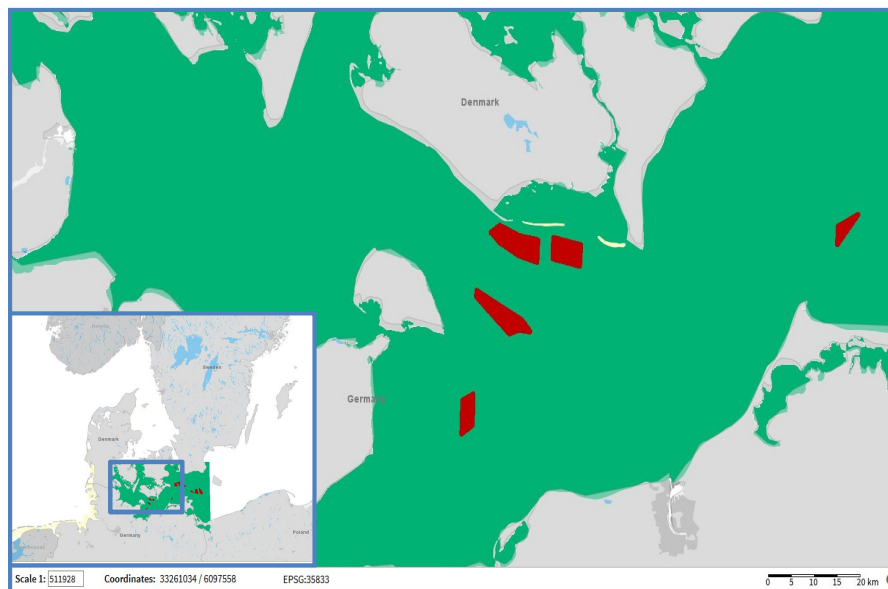 Denmark
Germa
Sweden
Denmark
Germany
Poland
Scale 1: 511928 Coordinates: 33261034 / 6097558 EPSG:35833
0 5 10 15 20 km